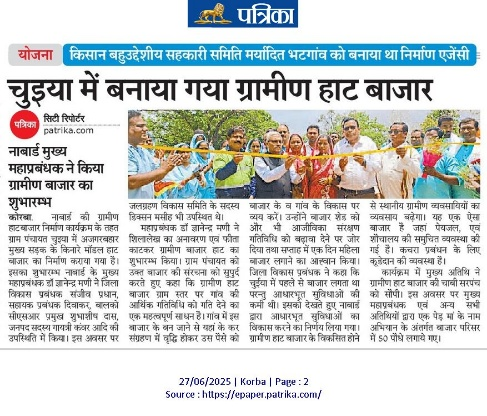 पत्रिका
योजना
किसान बहुउद्देशीय सहकारी समिति मर्यादित भटगांव को बनाया था निर्माण एजेंसी
चुइया में बनाया गया ग्रामीण हाट बाजार
पत्रिका
सिटी रिपोर्टर
patrika.com
नाबार्ड मुख्य
महाप्रबंधक ने किया
ग्रामीण बाजार का
शुभारम्भ
कोरबा. नाबार्ड की ग्रामीण
हाटबाजार निर्माण कार्यक्रम के तहत
ग्राम पंचायत चुइया में अजगरबहार
मुख्य सड़क के किनारे मॉडल हाट
बाजार का निर्माण कराया गया है।
इसका शुभारम्भ नाबार्ड के मुख्य
महाप्रबंधक डॉ ज्ञानेन्द्र मणी ने जिला
विकास प्रबंधक संजीव प्रधान,
सहायक प्रबंधक दिवाकर, बालको
सीएसआर प्रमुख शुभाशीष दास,
जनपद सदस्य गायत्री कंवर आदि की
उपस्थिति में किया। इस अवसर पर
जलग्रहण विकास समिति के सदस्य
डिक्सन मसीह भी उपस्थित थे।
महाप्रबंधक डॉ ज्ञानेन्द्र मणी ने
शिलालेख का अनावरण एवं फीता
काटकर ग्रामीण बाजार हाट का
शुभारम्भ किया। ग्राम पंचायत को
उक्त बाजार की संरचना को सुपुर्द
करते हुए कहा कि ग्रामीण हाट
बाजार ग्राम स्तर पर गांव की
आर्थिक गतिविधि को गति देने का
एक महत्वपूर्ण साधन है। गांव में इस
बाजार के बन जाने से यहां के कर
संग्रहण में वृद्धि होकर उस पैसे को
बाजार के व गांव के विकास पर
व्यय करें। उन्होंने बाजार शेड को
और भी आजीविका संरक्षण
गतिविधि को बढ़ावा देने पर जोर
दिया तथा सप्ताह में एक दिन महिला
बाजार लगाने का आश्वान किया।
जिला विकास प्रबंधक ने कहा कि
चुइया में पहले से बाजार लगता था
परन्तु आधारभूत सुविधाओं की
कमी थी। इसको देखते हुए नाबार्ड
द्वारा आधारभूत सुविधाओं का
विकास करने का निर्णय लिया गया।
ग्रामीण हाट बाजार के विकसित होने
से स्थानीय ग्रामीण व्यवसायियों का
व्यवसाय बढ़ेगा। यह एक ऐसा
बाजार है जहां पेयजल, एवं
शौचालय की समुचित व्यवस्था की
गई है। कचरा प्रबंधन के लिए
कूडेदान की व्यवस्था है।
कार्यक्रम में मुख्य अतिथि ने
ग्रामीण हाट बाजार की चाबी सरपंच
को सौंपी। इस अवसर पर मुख्य
महाप्रबंधक एवं अन्य सभी
अतिथियों द्वारा एक पेड़ मां के नाम
अभियान के अंतर्गत बाजार परिसर
में 50 पौधे लगाये गए।
27/06/2025 | Korba | Page : 2
Source : https://epaper.patrika.com/